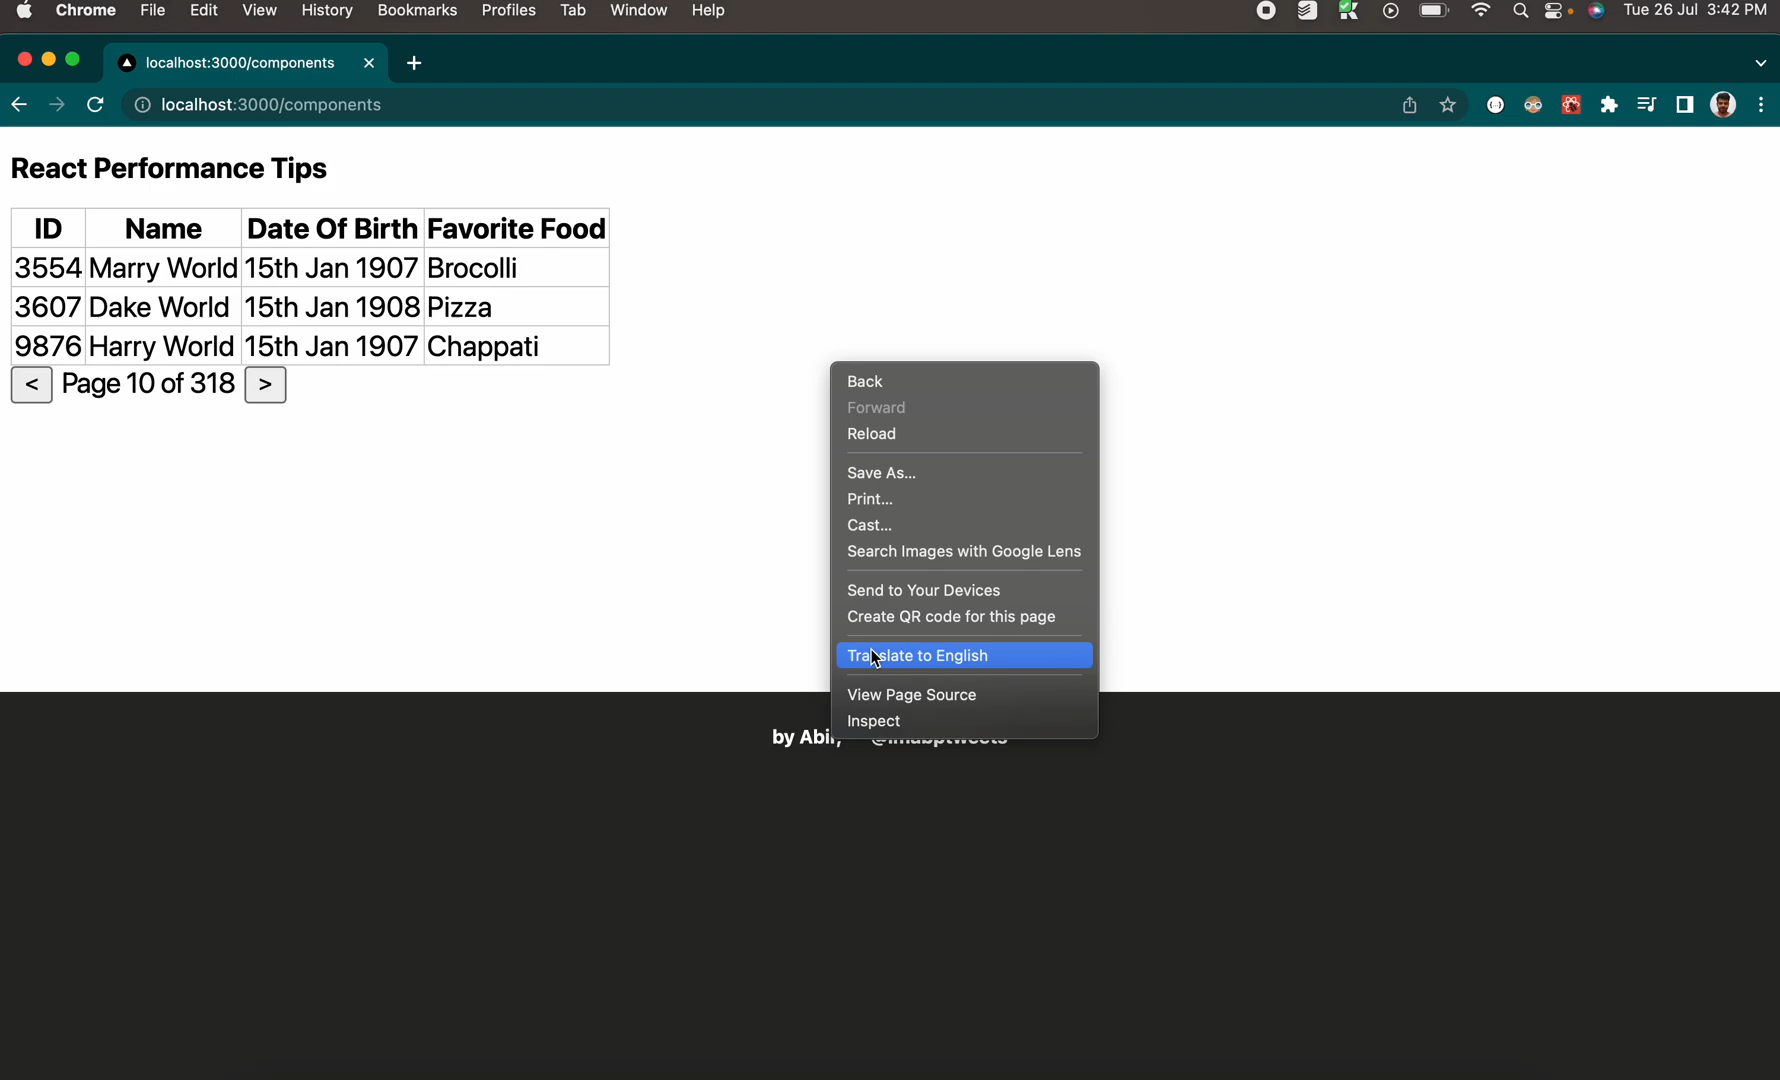 Chrome File Edit View History Bookmarks Profiles Tab Window Help Tue 26 Jul 3:42 PM
localhost:3000/components
localhost:3000/components
React Performance Tips
ID Name Date Of Birth Favorite Food
3554 Marry World 15th Jan 1907 Brocolli
3607 Dake World 15th Jan 1908 Pizza
9876 Harry World 15th Jan 1907 Chappati
< Page 10 of 318 >
Back
Forward
Reload
Save As...
Print...
Cast...
Search Images with Google Lens
Send to Your Devices
Create QR code for this page
Translate to English
View Page Source
Inspect
by Abir,